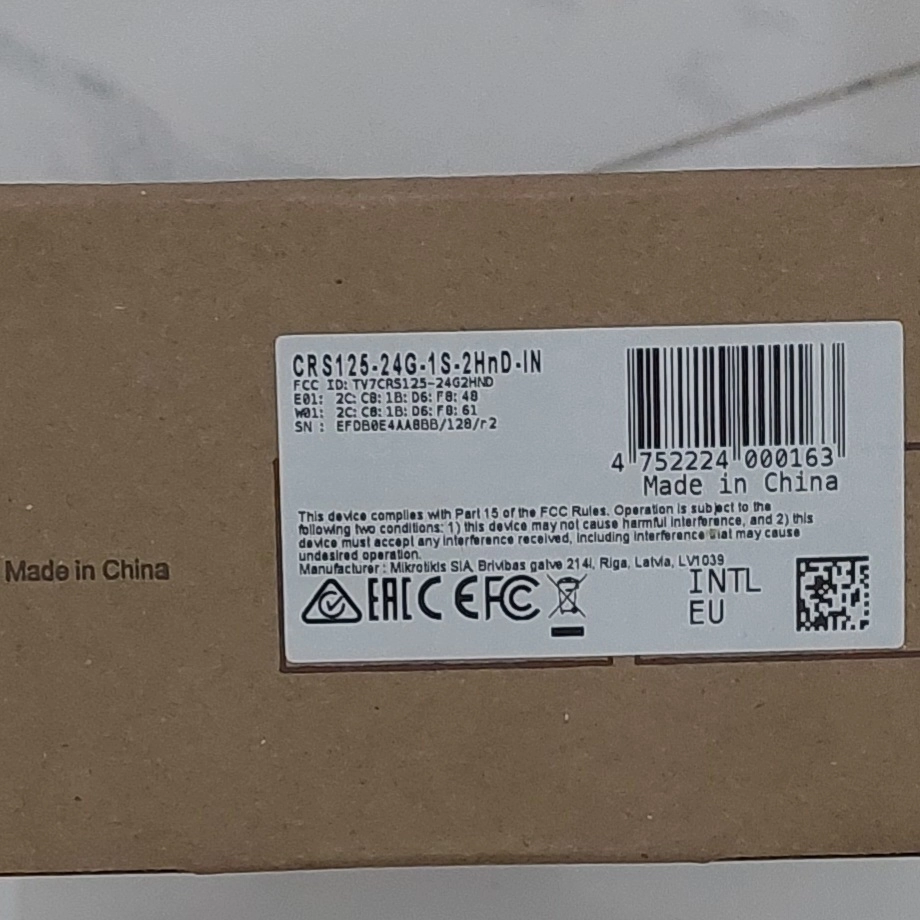 CRS125-24G-1S-2HnD-IN
FCC ID: TV7CRS125-24G2HND
E01: 2C:C8:1B:D6:F8:48
W01: 2C:C8:1B:D6:F8:61
SN : EFDB0E4AA8BB/128/r2
4 752224 000163
Made in China
This device complies with Part 15 of the FCC Rules. Operation is subject to the
following two conditions: 1) this device may not cause harmful interference, and 2) this
device must accept any interference received, including interference that may cause
undesired operation.
Manufacturer : Mikrotikls SIA, Brivibas gatve 214i, Riga, Latvia, LV1039
EAC CE FC
INTL
EU
Made in China